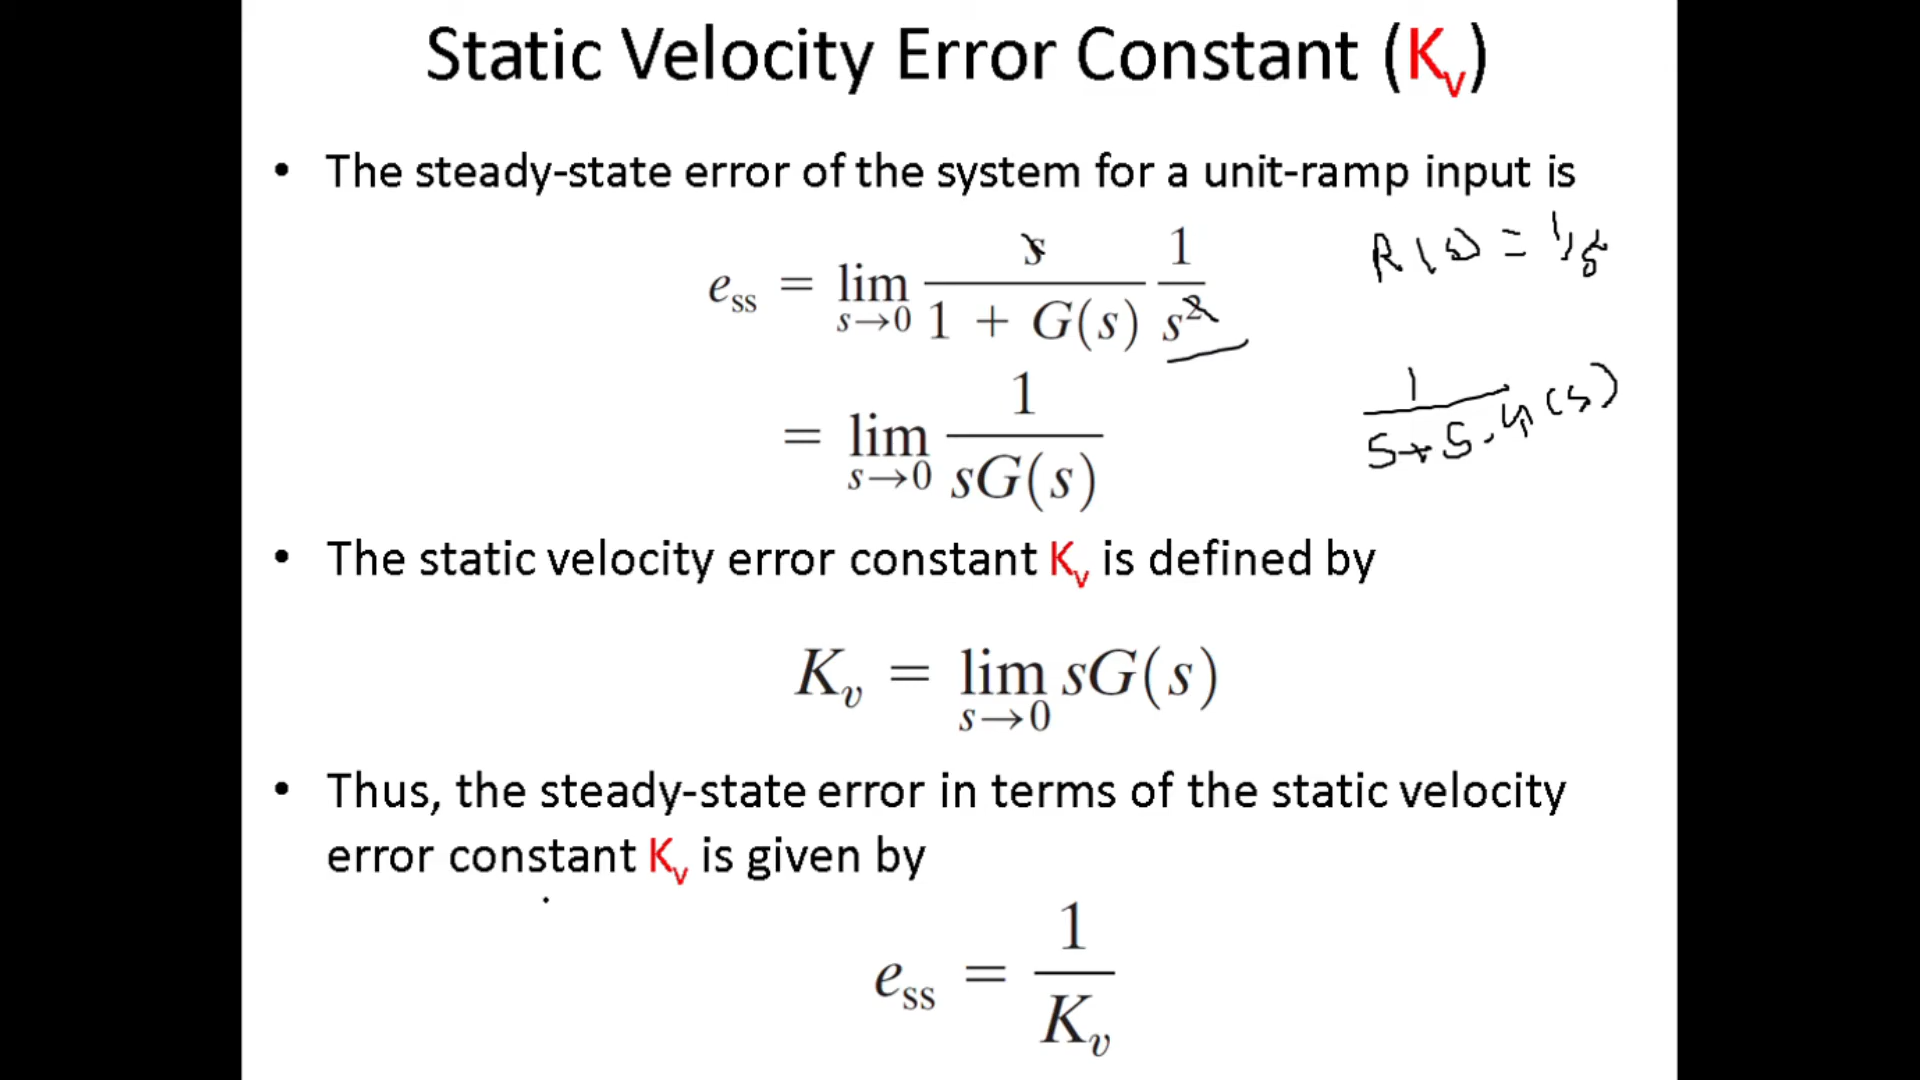 Static Velocity Error Constant (Kv)
• The steady-state error of the system for a unit-ramp input is
e_ss = lim_{s→0} s / (1 + G(s)) 1 / s²
R(s) = 1/s²
= lim_{s→0} 1 / sG(s)
1 / (s + s.G(s))
• The static velocity error constant Kv is defined by
K_v = lim_{s→0} sG(s)
• Thus, the steady-state error in terms of the static velocity
error constant Kv is given by
e_ss = 1 / K_v